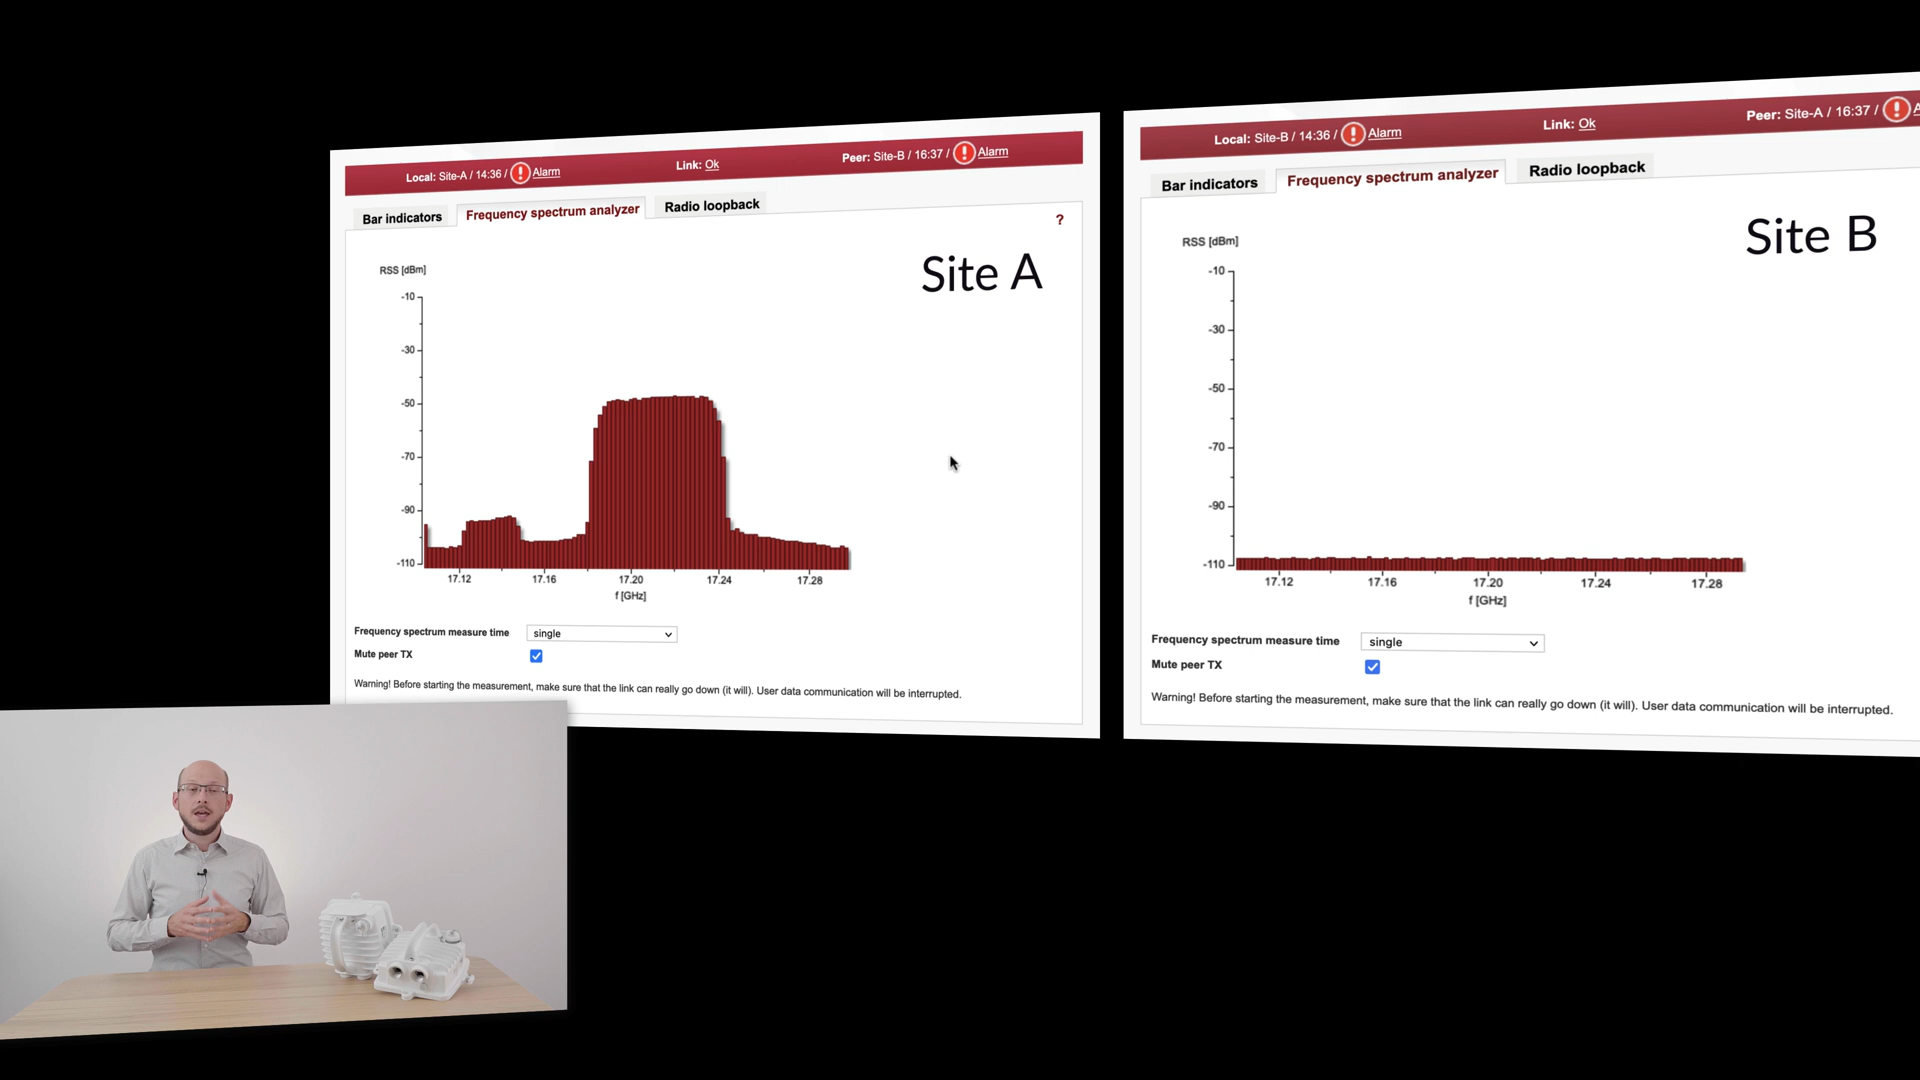 Local: Site-A / 14:36 / Alarm
Link: Ok
Peer: Site-B / 16:37 / Alarm
Bar indicators
Frequency spectrum analyzer
Radio loopback
?
Site A
RSS [dBm]
-10
-30
-50
-70
-90
-110
17.12 17.16 17.20 17.24 17.28
f [GHz]
Frequency spectrum measure time single
Mute peer TX
Warning! Before starting the measurement, make sure that the link can really go down (it will). User data communication will be interrupted.
Local: Site-B / 14:36 / Alarm
Link: Ok
Peer: Site-A / 16:37 / A
Bar indicators
Frequency spectrum analyzer
Radio loopback
Site B
RSS [dBm]
-10
-30
-50
-70
-90
-110
17.12 17.16 17.20 17.24 17.28
f [GHz]
Frequency spectrum measure time single
Mute peer TX
Warning! Before starting the measurement, make sure that the link can really go down (it will). User data communication will be interrupted.